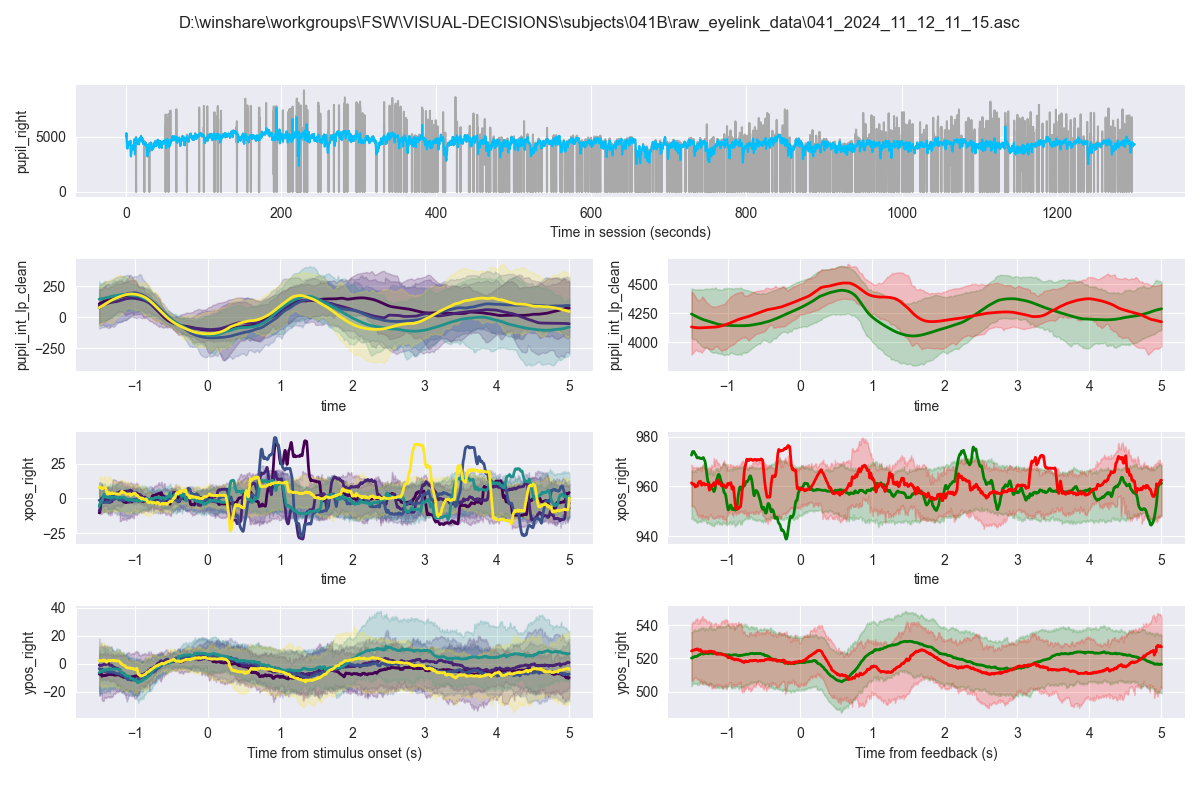 D:\winshare\workgroups\FSW\VISUAL-DECISIONS\subjects\041B\raw_eyelink_data\041_2024_11_12_11_15.asc
pupil_right
5000
0
0 200 400 600 800 1000 1200
Time in session (seconds)
pupil_int_lp_clean
250
0
−250
−1 0 1 2 3 4 5
time
pupil_int_lp_clean
4500
4250
4000
−1 0 1 2 3 4 5
time
xpos_right
25
0
−25
−1 0 1 2 3 4 5
time
xpos_right
980
960
940
−1 0 1 2 3 4 5
time
ypos_right
40
20
0
−20
−1 0 1 2 3 4 5
Time from stimulus onset (s)
ypos_right
540
520
500
−1 0 1 2 3 4 5
Time from feedback (s)